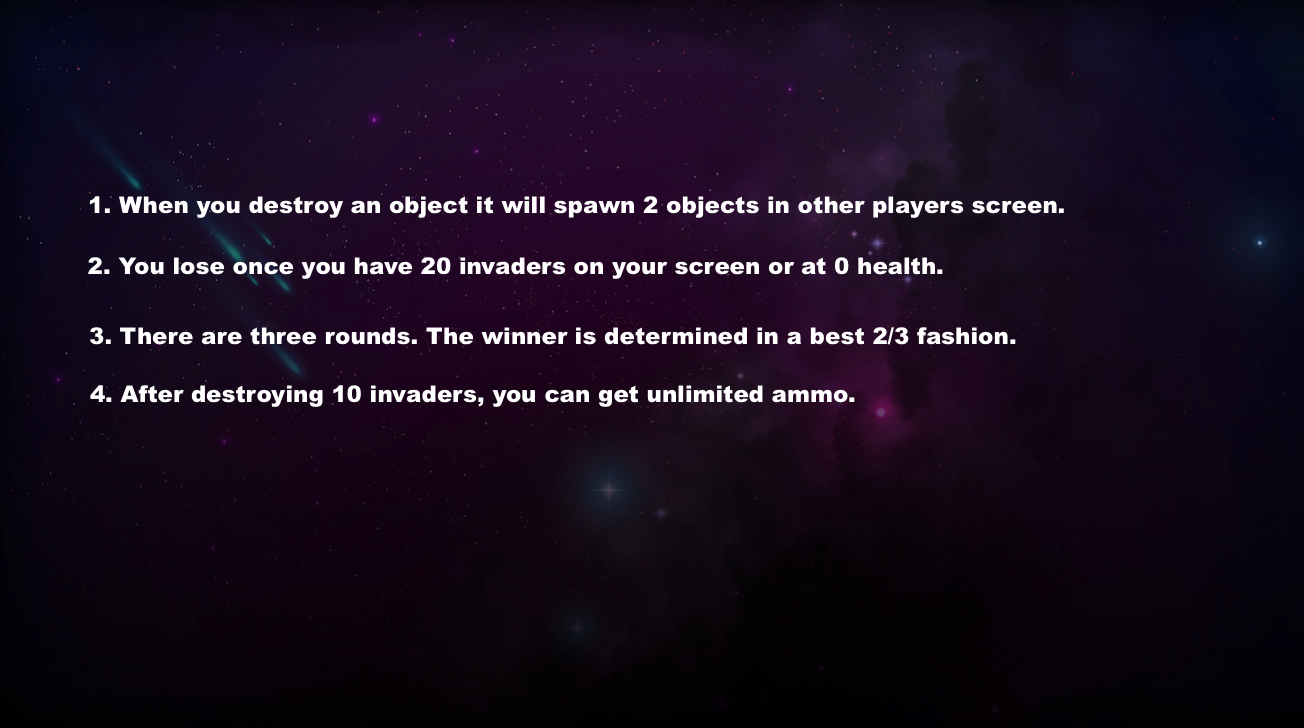 1. When you destroy an object it will spawn 2 objects in other players screen.
2. You lose once you have 20 invaders on your screen or at 0 health.
3. There are three rounds. The winner is determined in a best 2/3 fashion.
4. After destroying 10 invaders, you can get unlimited ammo.